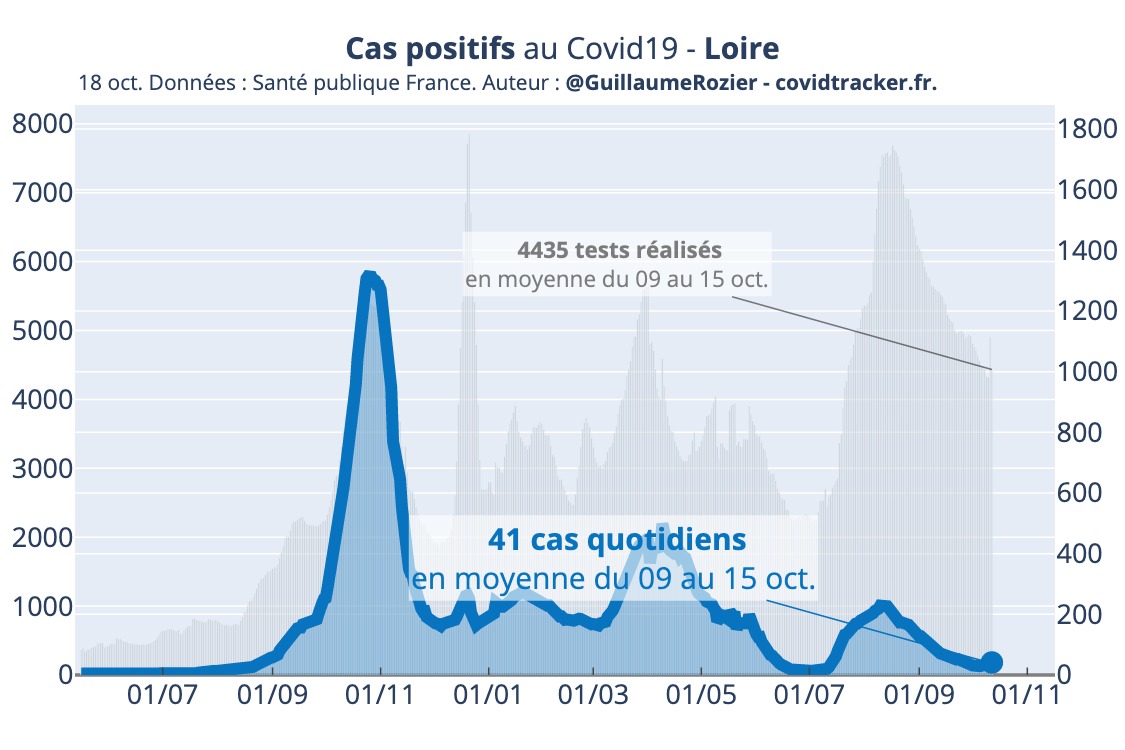 Cas positifs au Covid19 - Loire
18 oct. Données : Santé publique France. Auteur : @GuillaumeRozier - covidtracker.fr.
8000
7000
6000
5000
4000
3000
2000
1000
0
1800
1600
1400
1200
1000
800
600
400
200
0
4435 tests réalisés
en moyenne du 09 au 15 oct.
41 cas quotidiens
en moyenne du 09 au 15 oct.
01/07 01/09 01/11 01/01 01/03 01/05 01/07 01/09 01/11